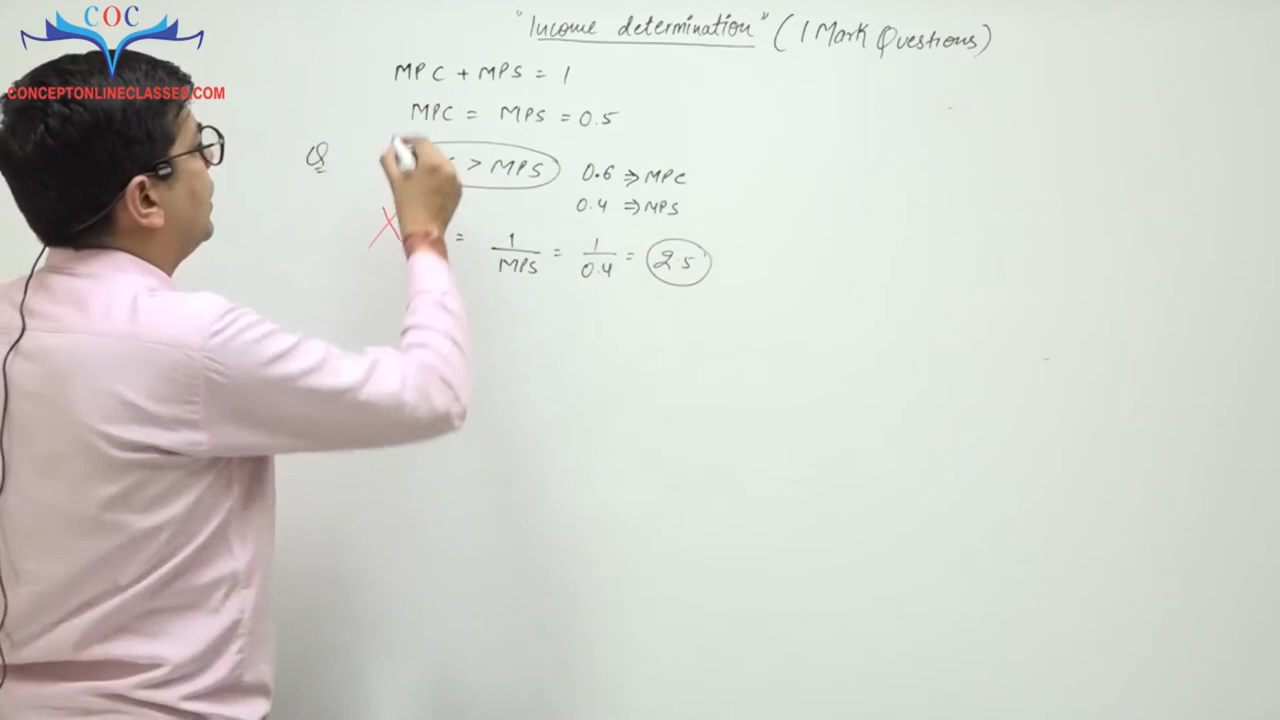 COC
CONCEPTONLINECLASSES.COM
"Income determination" (1 Mark Questions)
MPC + MPS = 1
MPC = MPS = 0.5
Q
> MPS 0.6 ⇒ MPC
0.4 ⇒ MPS
= 1/MPS = 1/0.4 = 2.5